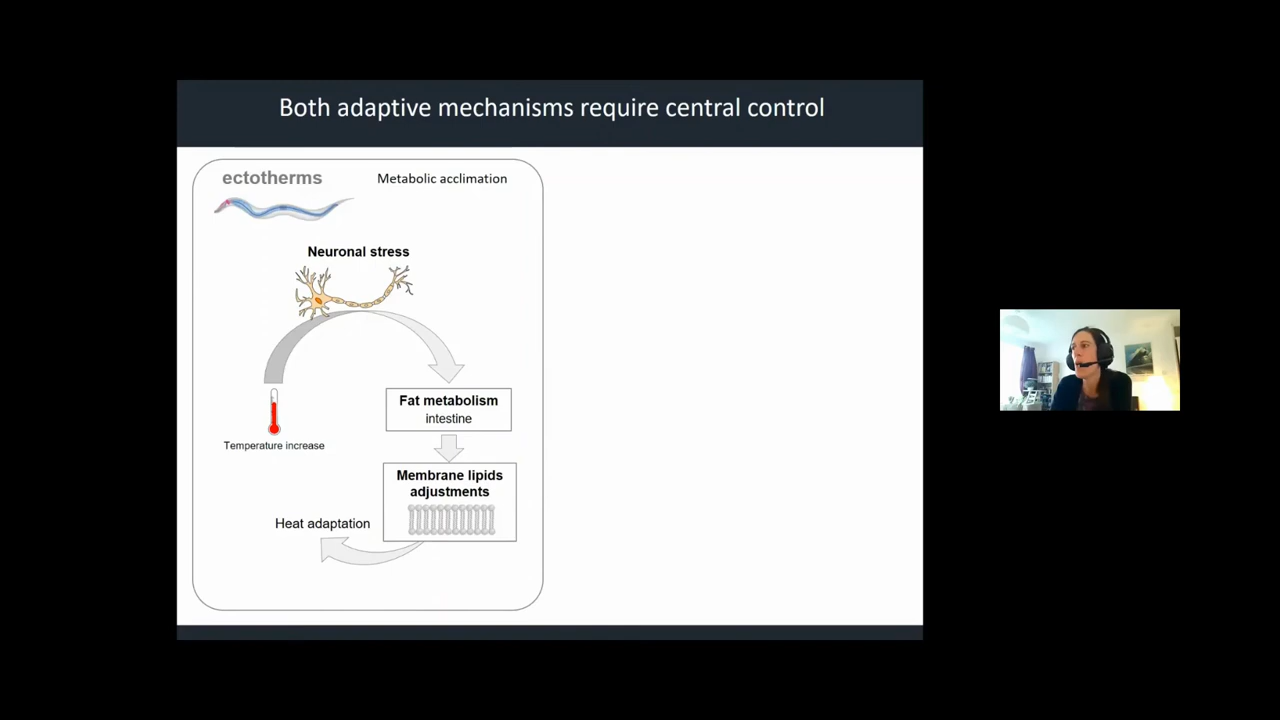 Both adaptive mechanisms require central control
ectotherms
Metabolic acclimation
Neuronal stress
Fat metabolism
intestine
Temperature increase
Membrane lipids
adjustments
Heat adaptation